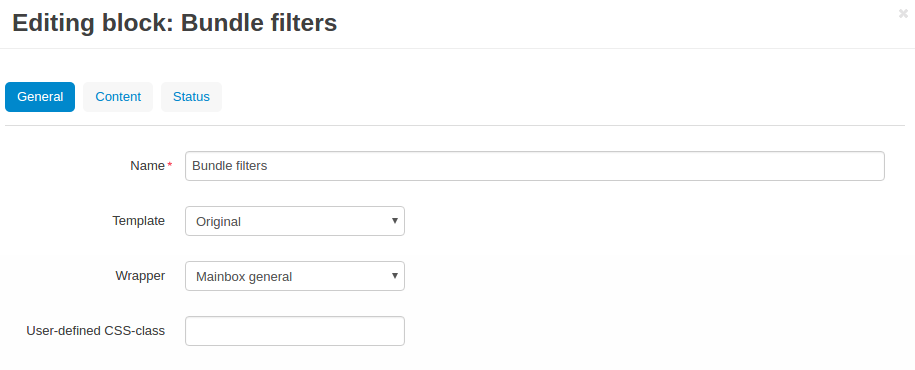 Editing block: Bundle filters
General Content Status
Name* Bundle filters
Template Original
Wrapper Mainbox general
User-defined CSS-class